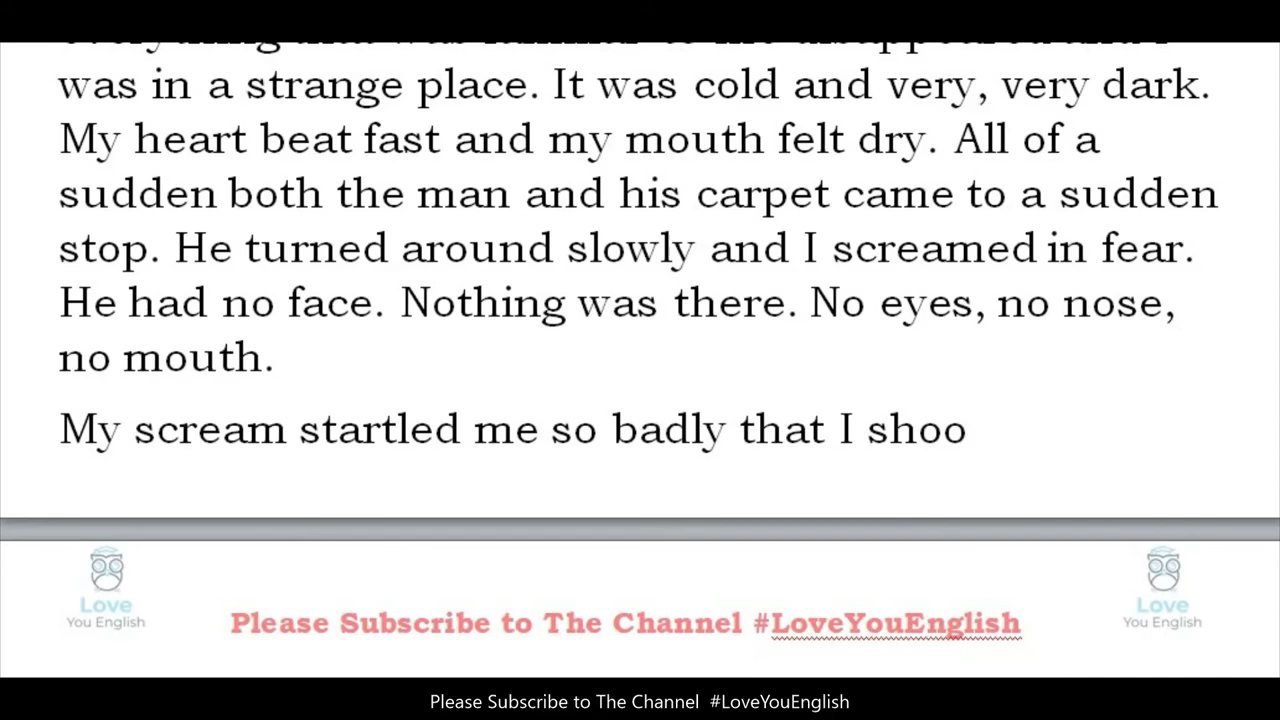 was in a strange place. It was cold and very, very dark.
My heart beat fast and my mouth felt dry. All of a
sudden both the man and his carpet came to a sudden
stop. He turned around slowly and I screamed in fear.
He had no face. Nothing was there. No eyes, no nose,
no mouth.
My scream startled me so badly that I shoo
Love
You English
Please Subscribe to The Channel #LoveYouEnglish
Love
You English
Please Subscribe to The Channel #LoveYouEnglish